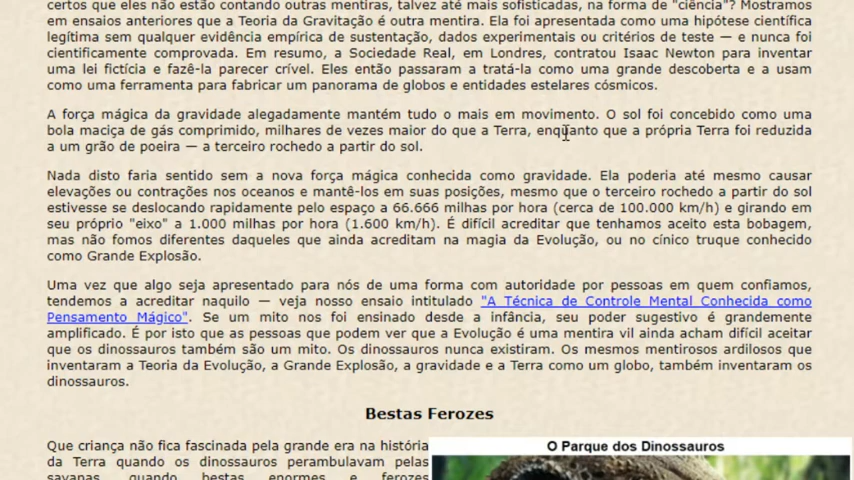 certos que eles não estão contando outras mentiras, talvez até mais sofisticadas, na forma de "ciência"? Mostramos
em ensaios anteriores que a Teoria da Gravitação é outra mentira. Ela foi apresentada como uma hipótese científica
legítima sem qualquer evidência empírica de sustentação, dados experimentais ou critérios de teste — e nunca foi
cientificamente comprovada. Em resumo, a Sociedade Real, em Londres, contratou Isaac Newton para inventar
uma lei fictícia e fazê-la parecer crível. Eles então passaram a tratá-la como uma grande descoberta e a usam
como uma ferramenta para fabricar um panorama de globos e entidades estelares cósmicos.
A força mágica da gravidade alegadamente mantém tudo o mais em movimento. O sol foi concebido como uma
bola maciça de gás comprimido, milhares de vezes maior do que a Terra, enquanto que a própria Terra foi reduzida
a um grão de poeira — a terceiro rochedo a partir do sol.
Nada disto faria sentido sem a nova força mágica conhecida como gravidade. Ela poderia até mesmo causar
elevações ou contrações nos oceanos e mantê-los em suas posições, mesmo que o terceiro rochedo a partir do sol
estivesse se deslocando rapidamente pelo espaço a 66.666 milhas por hora (cerca de 100.000 km/h) e girando em
seu próprio "eixo" a 1.000 milhas por hora (1.600 km/h). É difícil acreditar que tenhamos aceito esta bobagem,
mas não fomos diferentes daqueles que ainda acreditam na magia da Evolução, ou no cínico truque conhecido
como Grande Explosão.
Uma vez que algo seja apresentado para nós de uma forma com autoridade por pessoas em quem confiamos,
tendemos a acreditar naquilo — veja nosso ensaio intitulado "A Técnica de Controle Mental Conhecida como
Pensamento Mágico". Se um mito nos foi ensinado desde a infância, seu poder sugestivo é grandemente
amplificado. É por isto que as pessoas que podem ver que a Evolução é uma mentira vil ainda acham difícil aceitar
que os dinossauros também são um mito. Os dinossauros nunca existiram. Os mesmos mentirosos ardilosos que
inventaram a Teoria da Evolução, a Grande Explosão, a gravidade e a Terra como um globo, também inventaram os
dinossauros.
Bestas Ferozes
Que criança não fica fascinada pela grande era na história
da Terra quando os dinossauros perambulavam pelas
savanas, quando bestas enormes e ferozes
O Parque dos Dinossauros